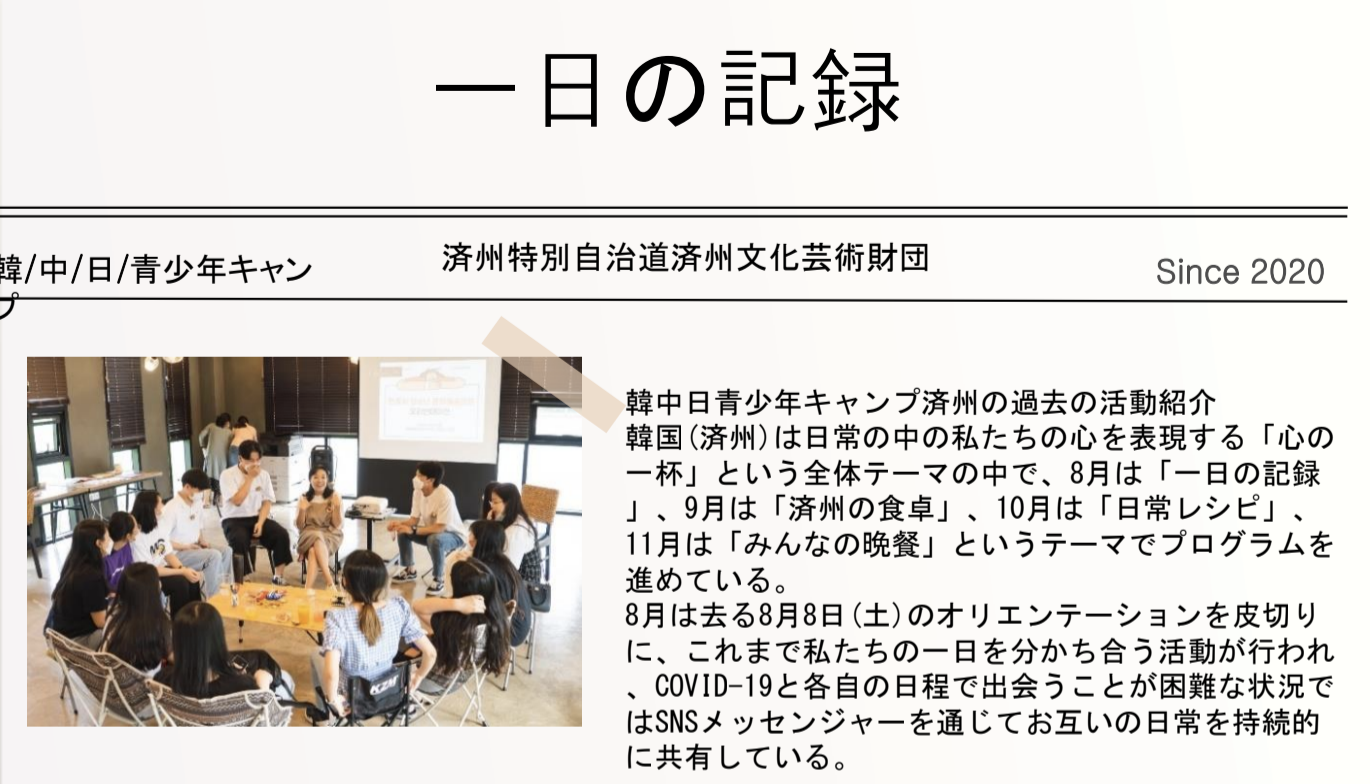 一日の記録
韓/中/日/青少年キャン
プ
済州特別自治道済州文化芸術財団
Since 2020
韓中日青少年キャンプ済州の過去の活動紹介
韓国(済州)は日常の中の私たちの心を表現する「心の
一杯」という全体テーマの中で、8月は「一日の記録
」、9月は「済州の食卓」、10月は「日常レシピ」、
11月は「みんなの晩餐」というテーマでプログラムを
進めている。
8月は去る8月8日(土)のオリエンテーションを皮切り
に、これまで私たちの一日を分かち合う活動が行われ
、COVID-19と各自の日程で出会うことが困難な状況で
はSNSメッセンジャーを通じてお互いの日常を持続的
に共有している。